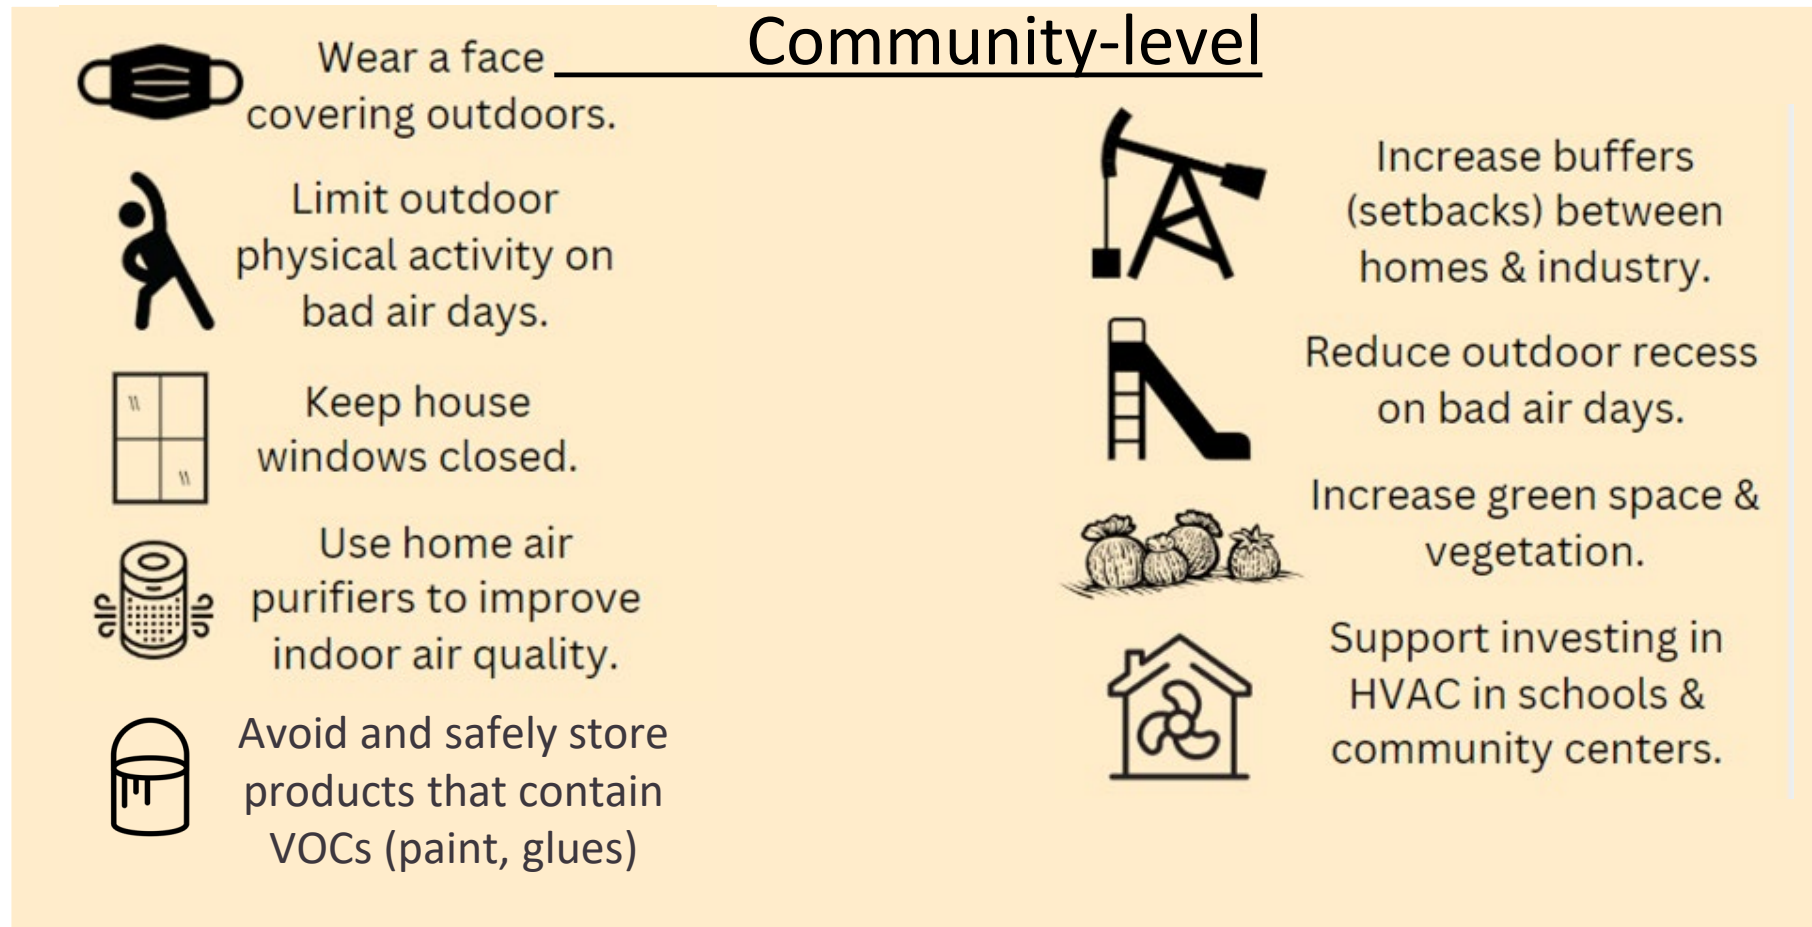 Community-level
Wear a face
covering outdoors.
Limit outdoor
physical activity on
bad air days.
Keep house
windows closed.
Use home air
purifiers to improve
indoor air quality.
Avoid and safely store
products that contain
VOCs (paint, glues)
Increase buffers
(setbacks) between
homes & industry.
Reduce outdoor recess
on bad air days.
Increase green space &
vegetation.
Support investing in
HVAC in schools &
community centers.